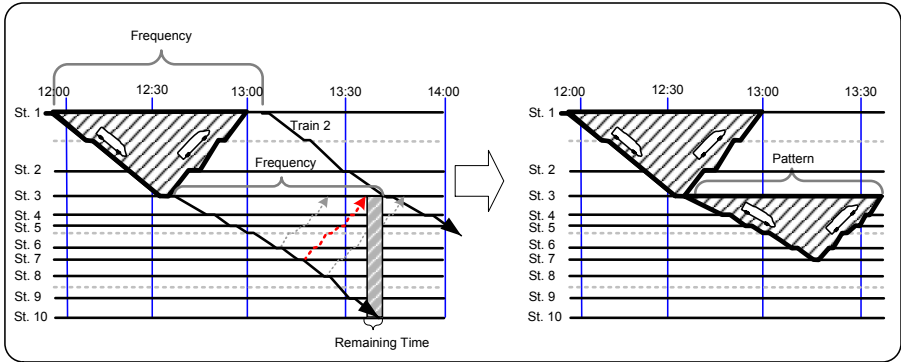 Frequency
12:00 12:30 13:00 13:30 14:00
St. 1
Train 2
St. 2
Frequency
St. 3
St. 4
St. 5
St. 6
St. 7
St. 8
St. 9
St. 10
Remaining Time
12:00 12:30 13:00 13:30
St. 1
St. 2
Pattern
St. 3
St. 4
St. 5
St. 6
St. 7
St. 8
St. 9
St. 10